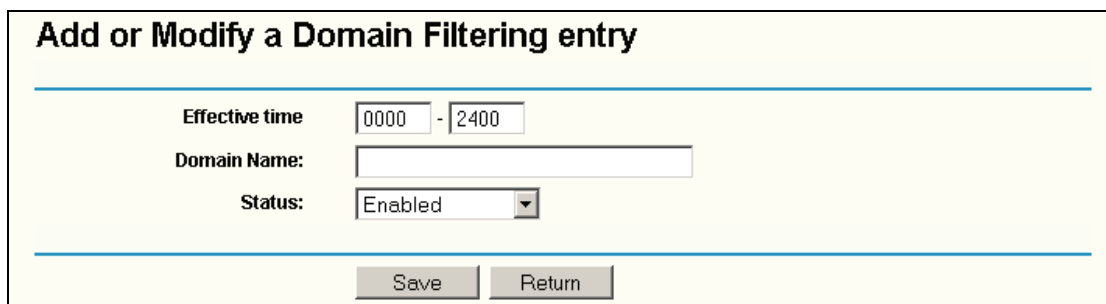 Add or Modify a Domain Filtering entry
Effective time 0000 - 2400
Domain Name:
Status: Enabled
Save Return